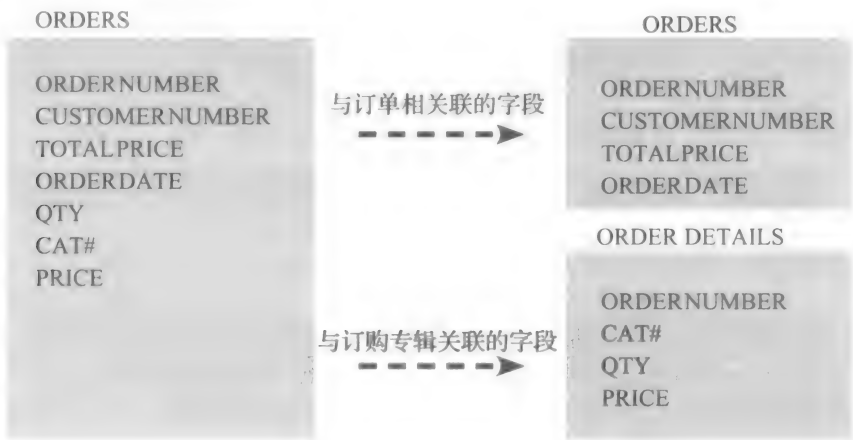 ORDERS
ORDERNUMBER
CUSTOMERNUMBER
TOTALPRICE
ORDERDATE
QTY
CAT#
PRICE
与订单相关联的字段
与订购专辑关联的字段
ORDERS
ORDERNUMBER
CUSTOMERNUMBER
TOTALPRICE
ORDERDATE
ORDER DETAILS
ORDERNUMBER
CAT#
QTY
PRICE